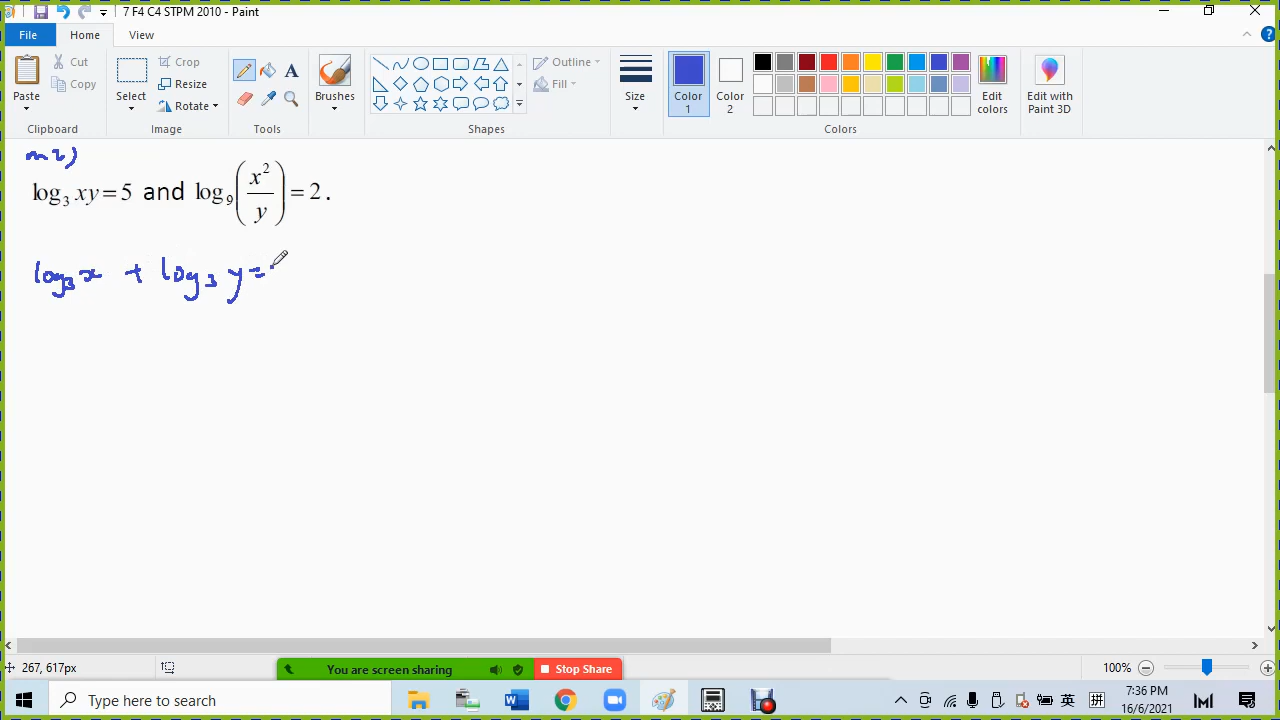 7 F4 C4 STPM 2010 - Paint
File Home View
Cut Crop Outline
Paste Copy Select Resize Brushes Fill Size Color 1 Color 2 Edit colors Edit with Paint 3D
Rotate A
Clipboard Image Tools Shapes Colors
m2)
log₃ xy = 5 and log₉ (x²/y) = 2.
log₃ x + log₃ y =
267, 617px 100%
You are screen sharing Stop Share
Type here to search
英 拼 7:36 PM
16/6/2021